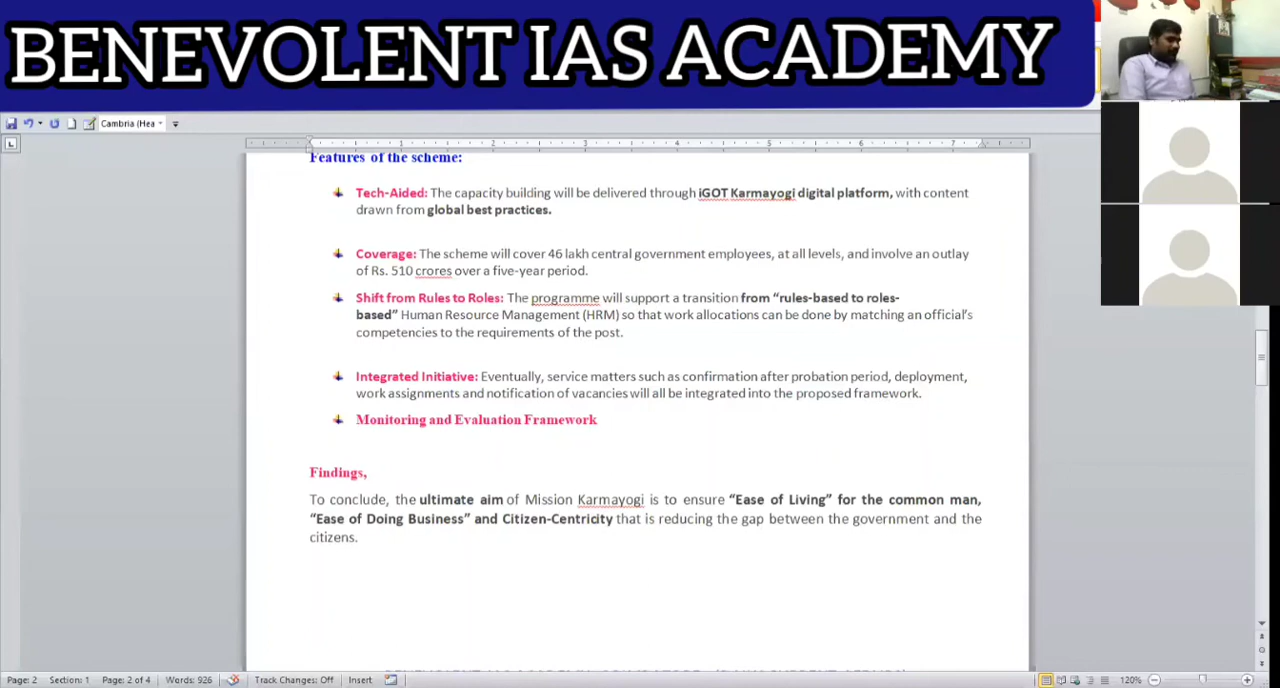 BENEVOLENT IAS ACADEMY
Cambria (Hea
1 2 3 4 5 6 7
Features of the scheme:
Tech-Aided: The capacity building will be delivered through iGOT Karmayogi digital platform, with content
drawn from global best practices.
Coverage: The scheme will cover 46 lakh central government employees, at all levels, and involve an outlay
of Rs. 510 crores over a five-year period.
Shift from Rules to Roles: The programme will support a transition from “rules-based to roles-
based” Human Resource Management (HRM) so that work allocations can be done by matching an official’s
competencies to the requirements of the post.
Integrated Initiative: Eventually, service matters such as confirmation after probation period, deployment,
work assignments and notification of vacancies will all be integrated into the proposed framework.
Monitoring and Evaluation Framework
Findings,
To conclude, the ultimate aim of Mission Karmayogi is to ensure “Ease of Living” for the common man,
“Ease of Doing Business” and Citizen-Centricity that is reducing the gap between the government and the
citizens.
Page: 2 Section: 1 Page: 2 of 4 Words: 926 Track Changes: Off Insert 120%